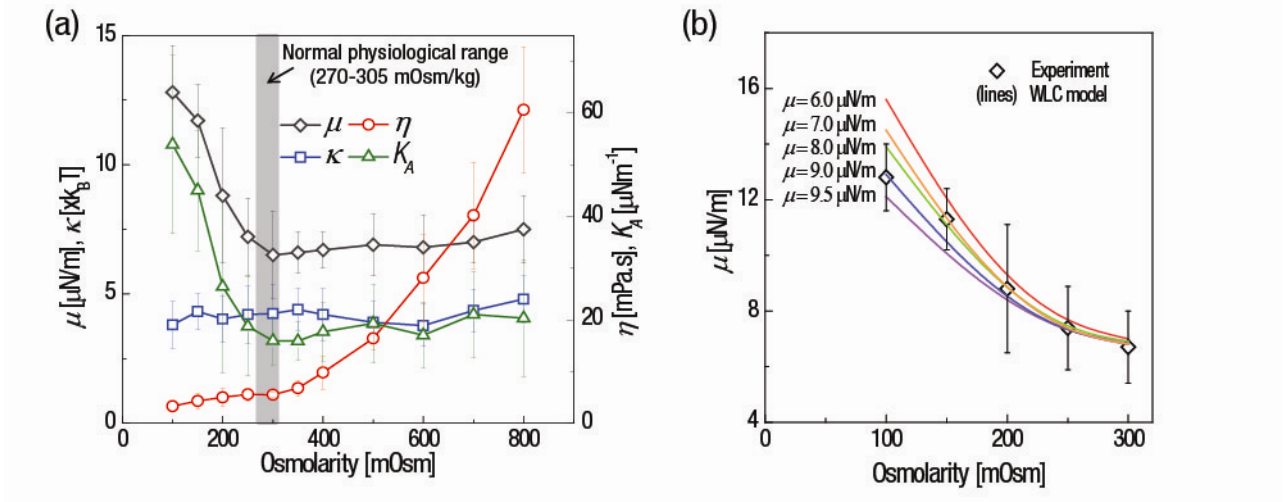 (a)
15
10
5
0
μ [μN/m], κ [xK_BT]
Normal physiological range
(270-305 mOsm/kg)
μ
η
κ
K_A
60
40
20
0
η [mPa.s], K_A [μNm⁻¹]
0
200
400
600
800
Osmolarity [mOsm]
(b)
16
12
8
4
μ [μN/m]
Experiment
(lines) WLC model
μ=6.0 μN/m
μ=7.0 μN/m
μ=8.0 μN/m
μ=9.0 μN/m
μ=9.5 μN/m
0
100
200
300
Osmolarity [mOsm]